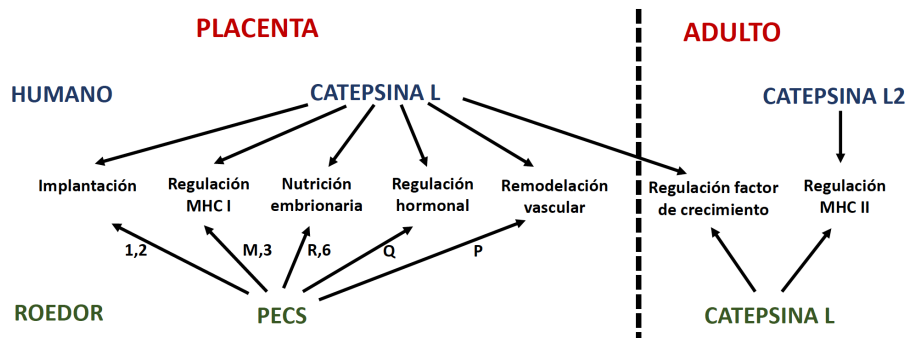 PLACENTA
ADULTO
HUMANO
CATEPSINA L
CATEPSINA L2
Implantación
Regulación
MHC I
Nutrición
embrionaria
Regulación
hormonal
Remodelación
vascular
Regulación factor
de crecimiento
Regulación
MHC II
1,2
M,3
R,6
Q
P
ROEDOR
PECS
CATEPSINA L